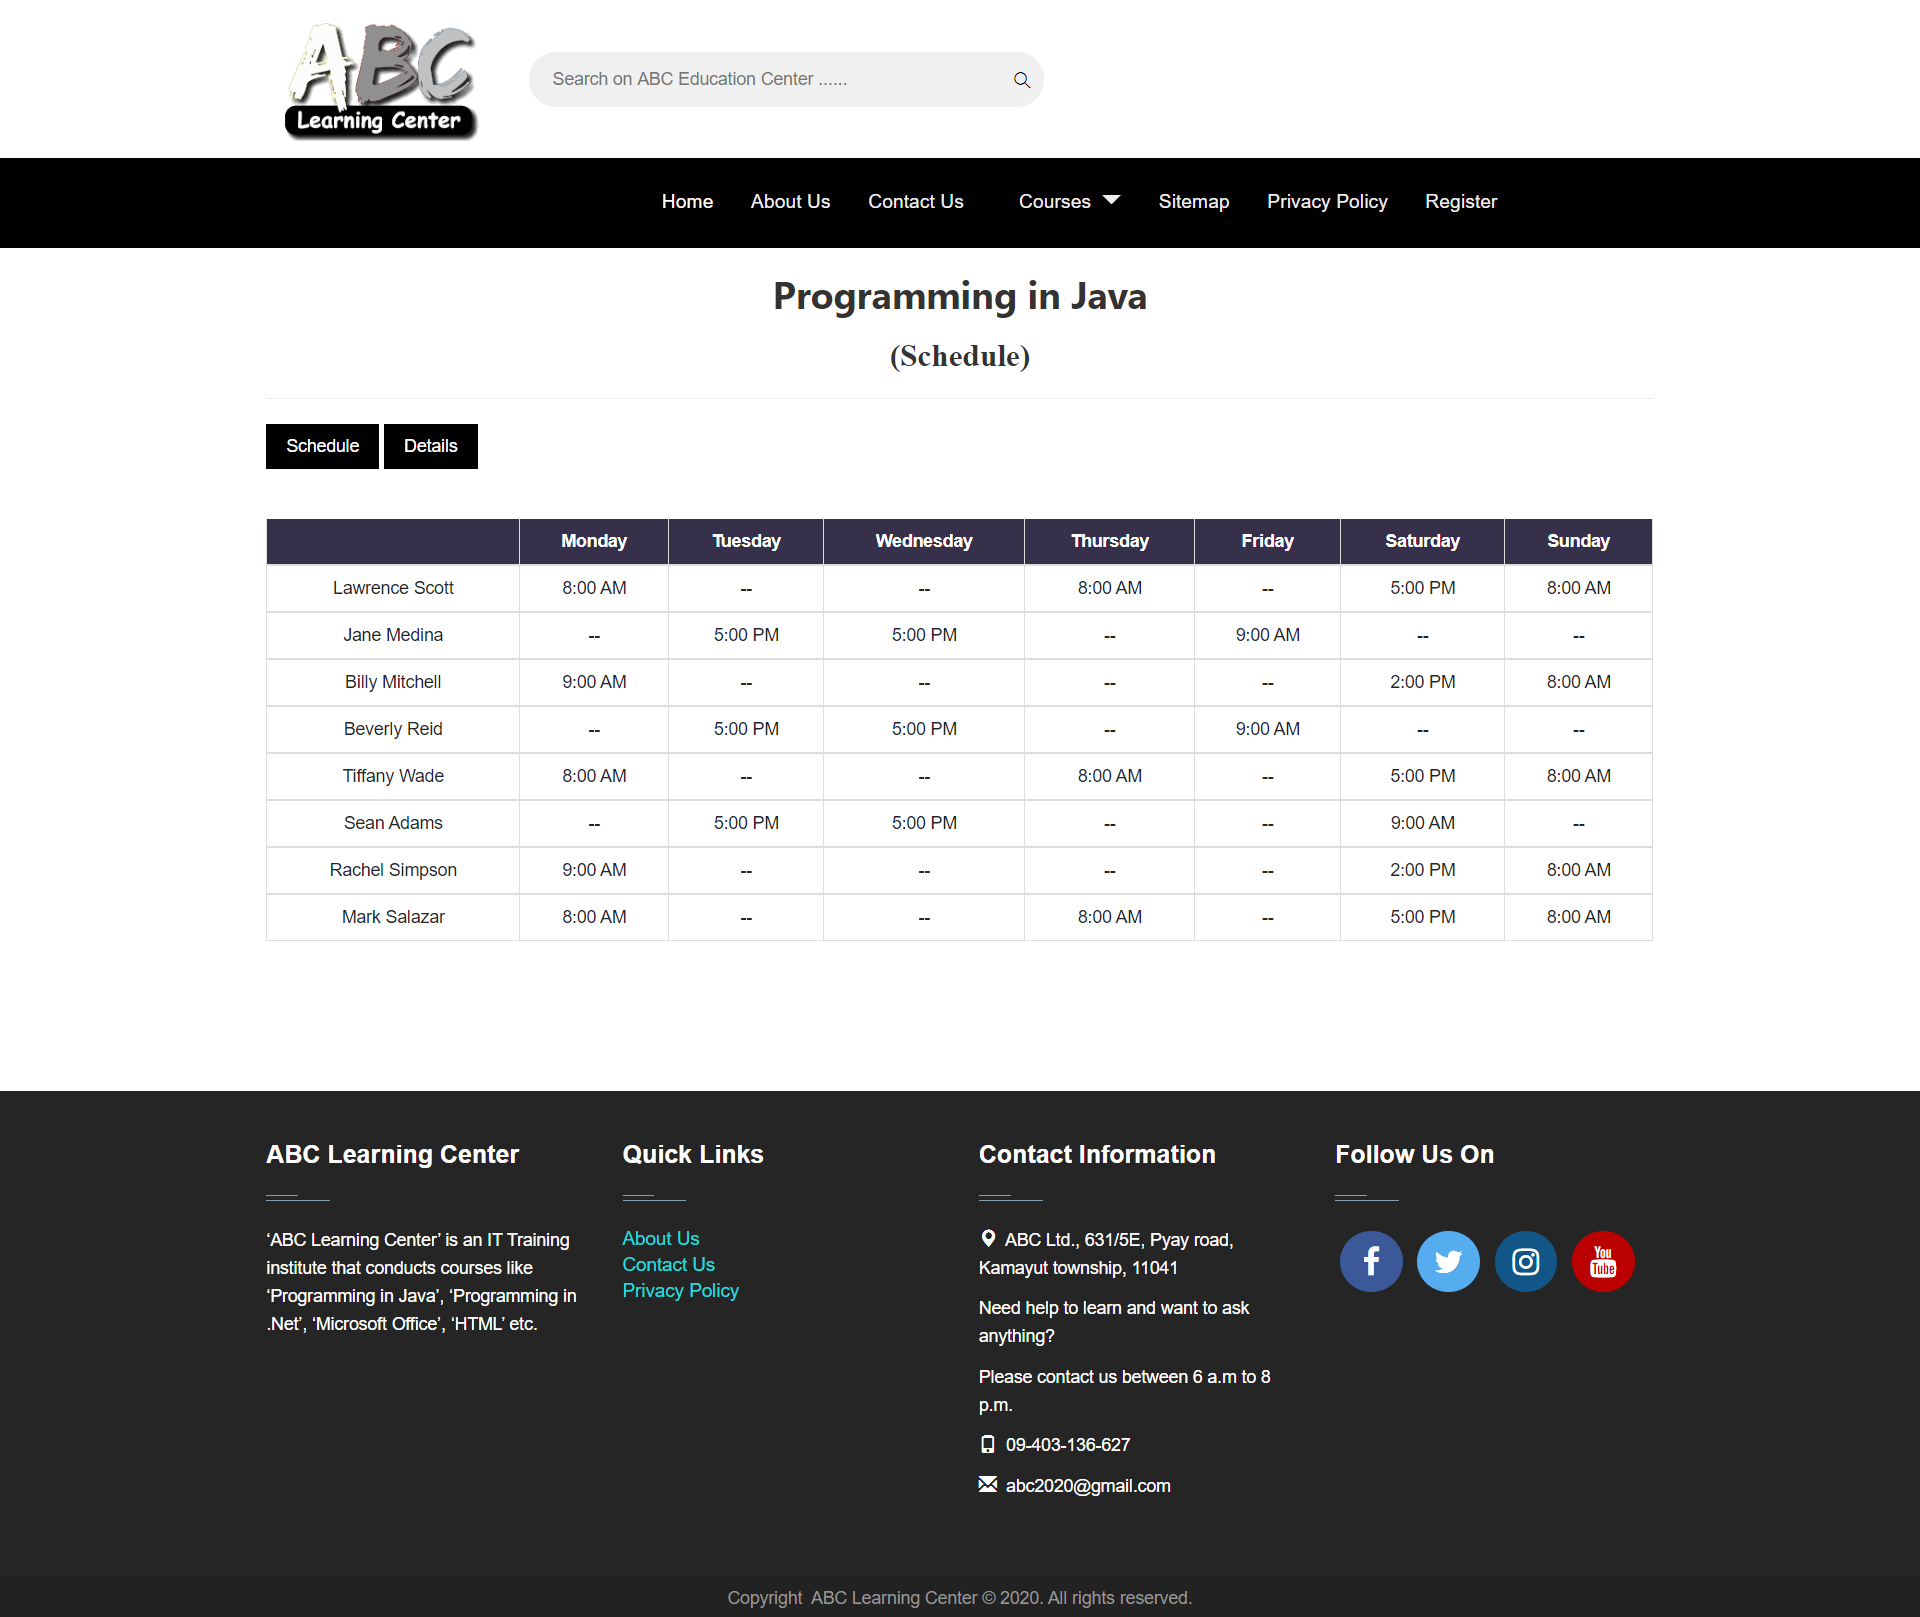 ABC
Learning Center
Search on ABC Education Center ......
Home About Us Contact Us Courses Sitemap Privacy Policy Register
Programming in Java
(Schedule)
Schedule Details
Monday Tuesday Wednesday Thursday Friday Saturday Sunday
Lawrence Scott 8:00 AM -- -- 8:00 AM -- 5:00 PM 8:00 AM
Jane Medina -- 5:00 PM 5:00 PM -- 9:00 AM -- --
Billy Mitchell 9:00 AM -- -- -- -- 2:00 PM 8:00 AM
Beverly Reid -- 5:00 PM 5:00 PM -- 9:00 AM -- --
Tiffany Wade 8:00 AM -- -- 8:00 AM -- 5:00 PM 8:00 AM
Sean Adams -- 5:00 PM 5:00 PM -- -- 9:00 AM --
Rachel Simpson 9:00 AM -- -- -- -- 2:00 PM 8:00 AM
Mark Salazar 8:00 AM -- -- 8:00 AM -- 5:00 PM 8:00 AM
ABC Learning Center
‘ABC Learning Center’ is an IT Training
institute that conducts courses like
‘Programming in Java’, ‘Programming in
.Net’, ‘Microsoft Office’, ‘HTML’ etc.
Quick Links
About Us
Contact Us
Privacy Policy
Contact Information
ABC Ltd., 631/5E, Pyay road,
Kamayut township, 11041
Need help to learn and want to ask
anything?
Please contact us between 6 a.m to 8
p.m.
09-403-136-627
abc2020@gmail.com
Follow Us On
You
Tube
Copyright ABC Learning Center © 2020. All rights reserved.